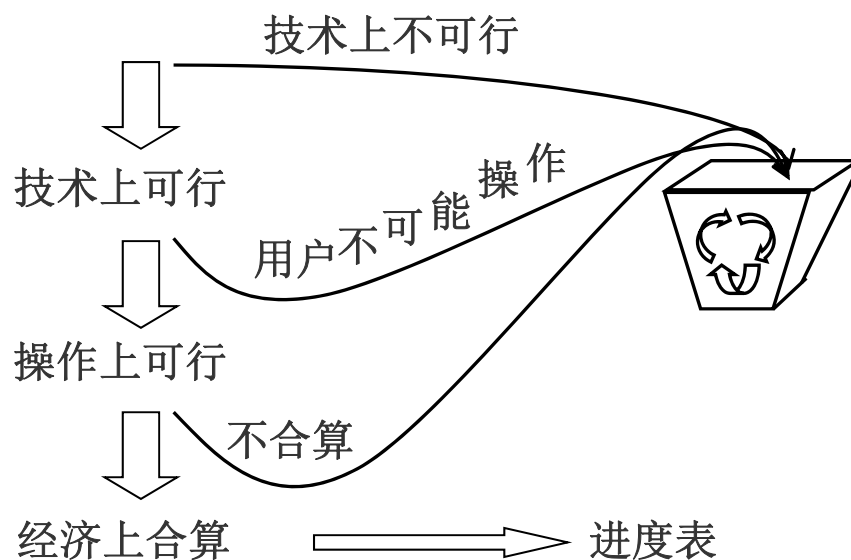 技术上不可行
技术上可行
用户不可能操作
操作上可行
不合算
经济上合算
进度表